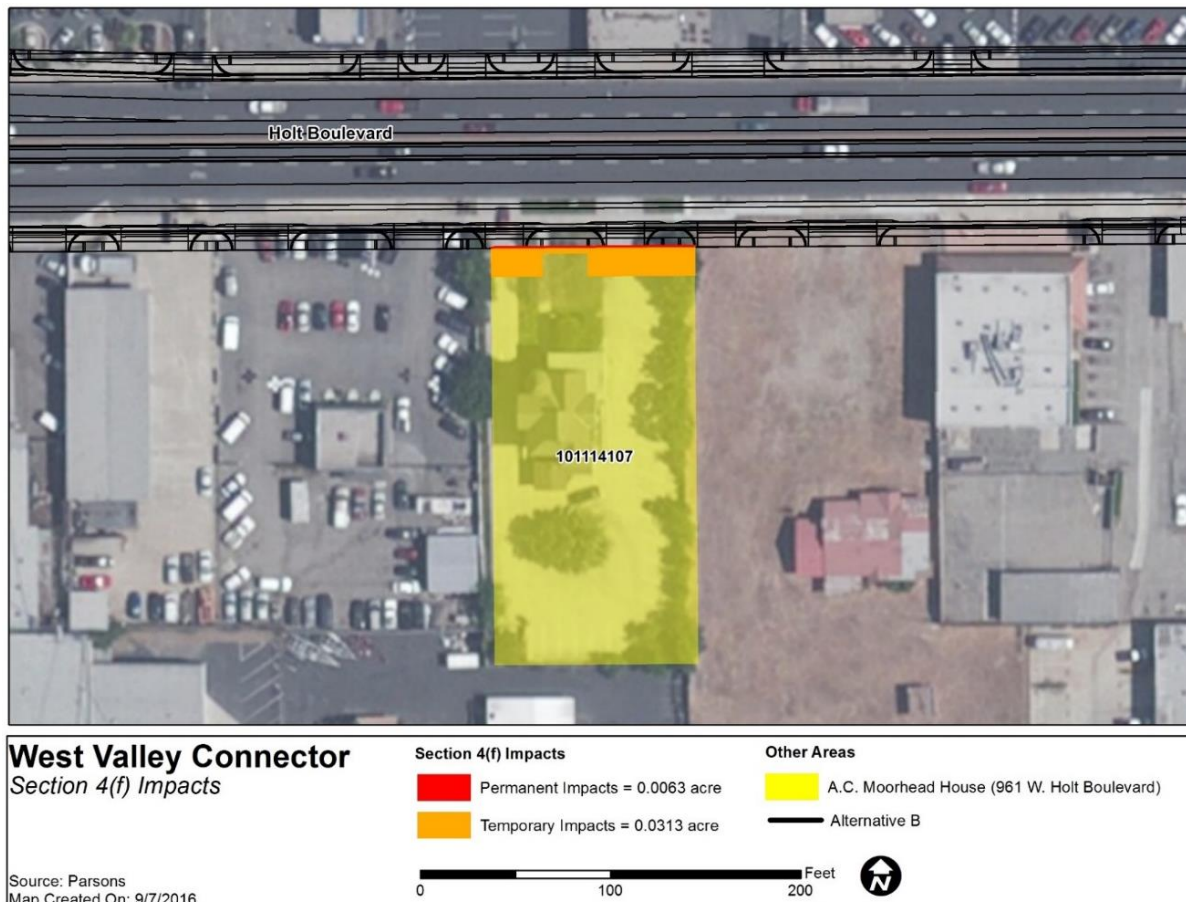 Holt Boulevard
101114107
West Valley Connector
Section 4(f) Impacts
Section 4(f) Impacts
Permanent Impacts = 0.0063 acre
Temporary Impacts = 0.0313 acre
Other Areas
A.C. Moorhead House (961 W. Holt Boulevard)
Alternative B
Source: Parsons
Map Created On: 9/7/2016
0 100 200 Feet
N